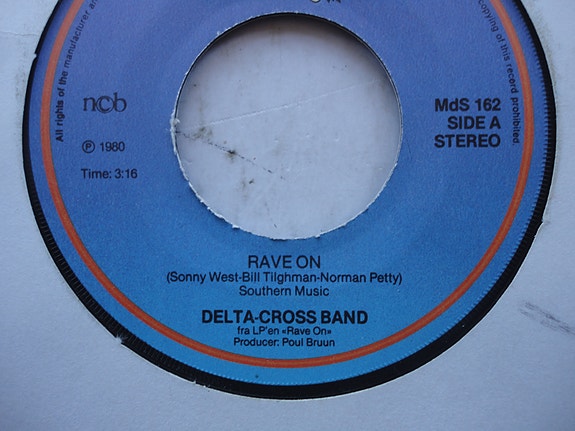 All rights of the manufacturer
copying of this record prohibited.
ncb
℗ 1980
Time: 3:16
MdS 162
SIDE A
STEREO
RAVE ON
(Sonny West-Bill Tilghman-Norman Petty)
Southern Music
DELTA-CROSS BAND
fra LP'en «Rave On»
Producer: Poul Bruun